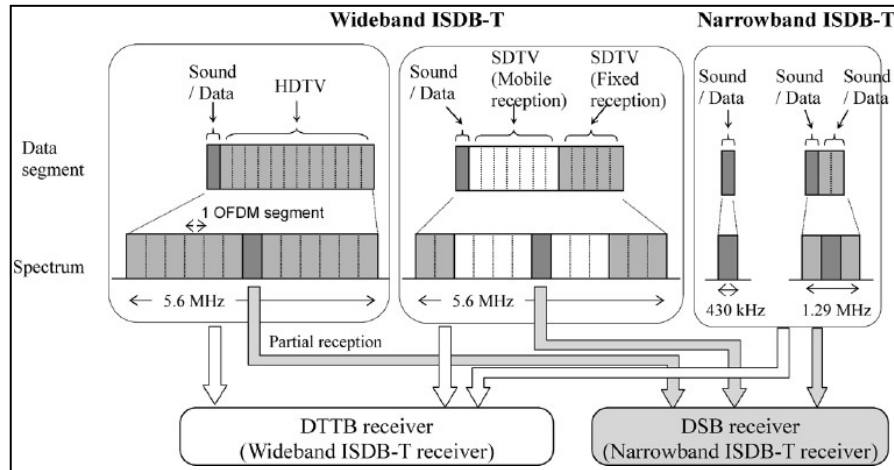 Wideband ISDB-T
Narrowband ISDB-T
Sound
/ Data
HDTV
Sound
/ Data
SDTV
(Mobile
reception)
SDTV
(Fixed
reception)
Sound
/ Data
Sound
/ Data
Sound
/ Data
Data
segment
1 OFDM segment
Spectrum
5.6 MHz
5.6 MHz
430 kHz
1.29 MHz
Partial reception
DTTB receiver
(Wideband ISDB-T receiver)
DSB receiver
(Narrowband ISDB-T receiver)